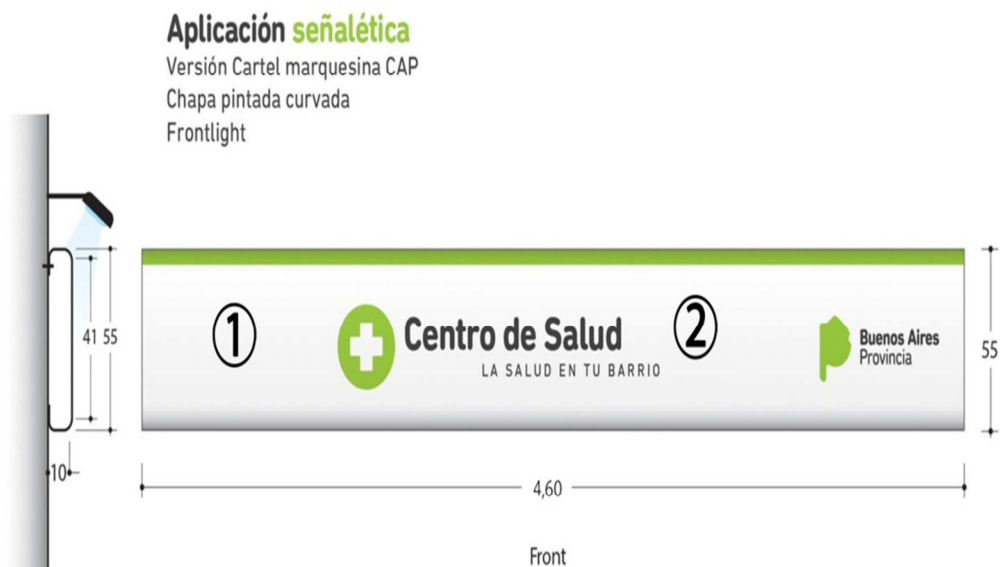 Aplicación señalética
Versión Cartel marquesina CAP
Chapa pintada curvada
Frontlight
41 55
10
① Centro de Salud ②
LA SALUD EN TU BARRIO
Buenos Aires
Provincia
55
4,60
Front